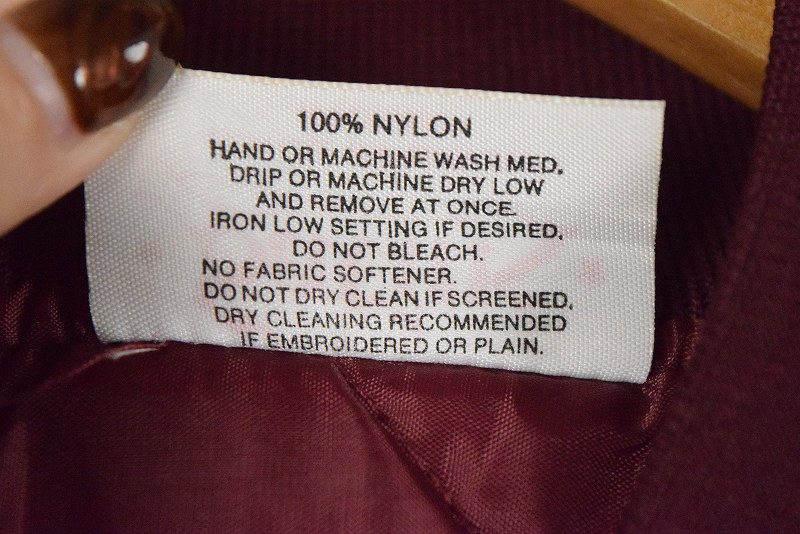 100% NYLON
HAND OR MACHINE WASH MED.
DRIP OR MACHINE DRY LOW
AND REMOVE AT ONCE.
IRON LOW SETTING IF DESIRED.
DO NOT BLEACH.
NO FABRIC SOFTENER.
DO NOT DRY CLEAN IF SCREENED.
DRY CLEANING RECOMMENDED
IF EMBROIDERED OR PLAIN.